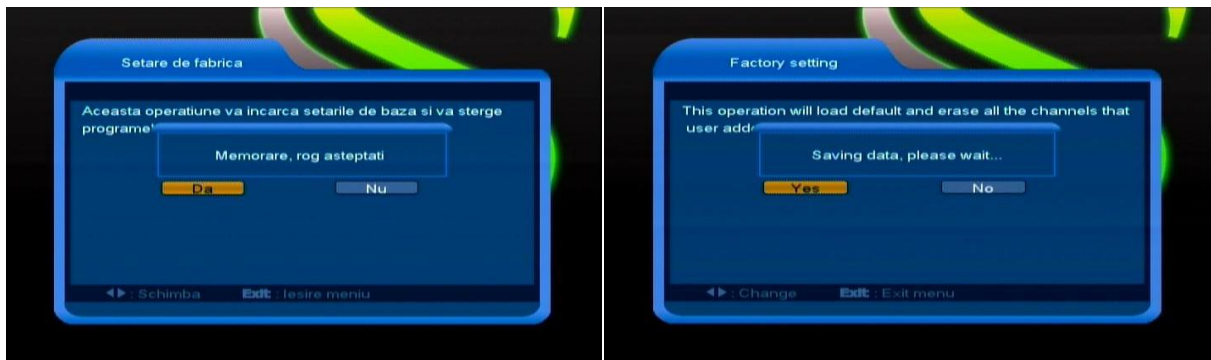 Setare de fabrica
Aceasta operatiune va incarca setarile de baza si va sterge
Memorare, rog asteptati
Da Nu
◄► : Schimba Exit : Iesire meniu
Factory setting
This operation will load default and erase all the channels that
user
Saving data, please wait...
Yes No
◄► : Change Exit : Exit menu